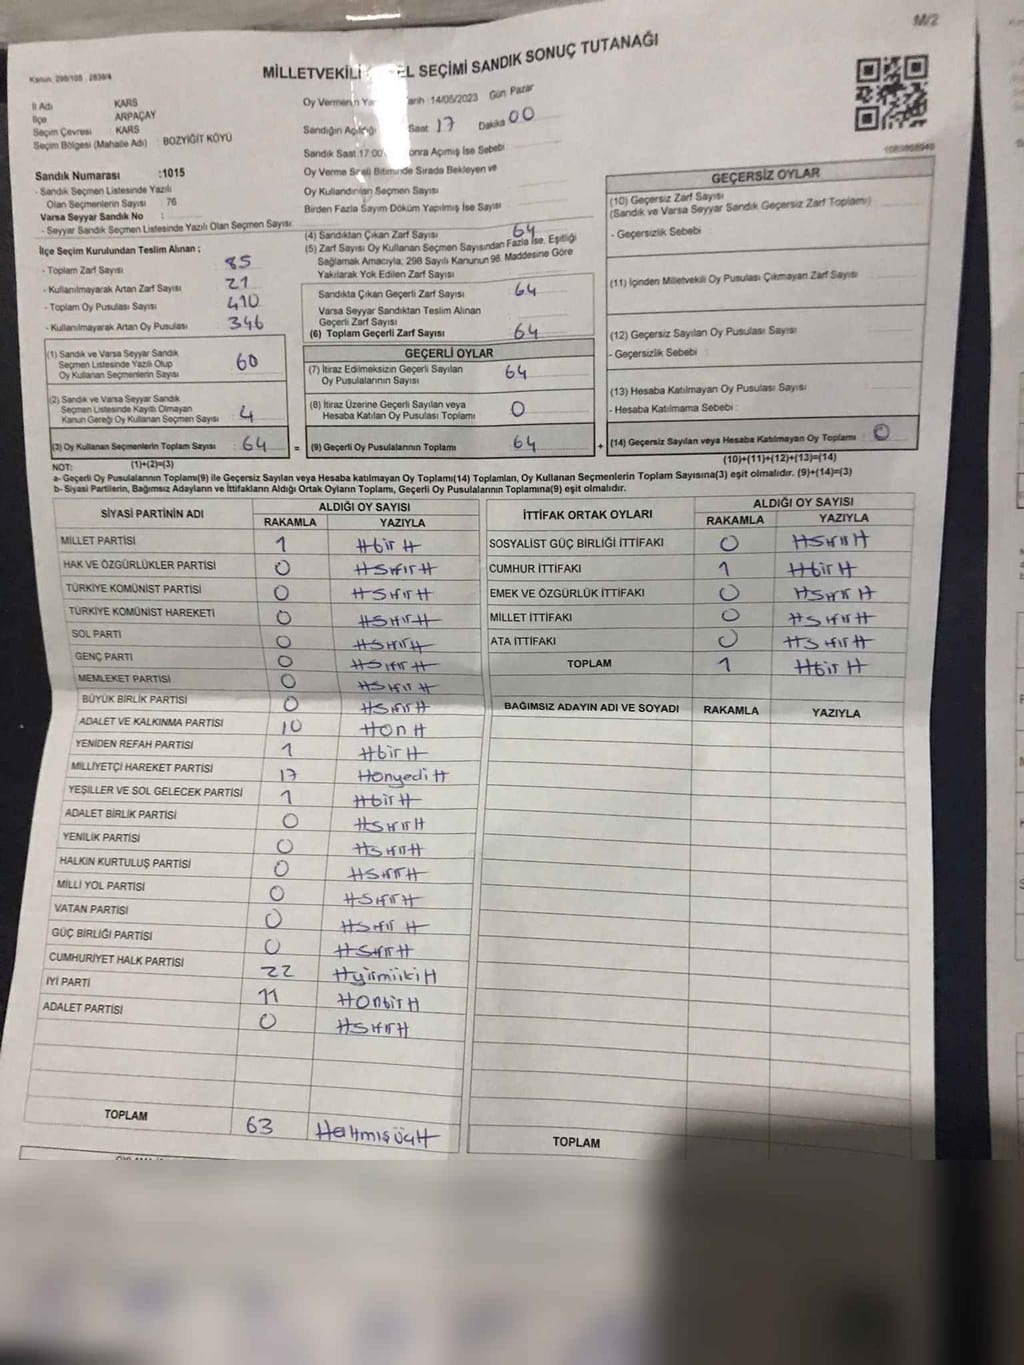 M/2
Kanun: 298/105 , 2839/4
MİLLETVEKİLİ EL SEÇİMİ SANDIK SONUÇ TUTANAĞI
İl Adı KARS
İlçe ARPAÇAY
Seçim Çevresi KARS
Seçim Bölgesi (Mahalle Adı) : BOZYİĞİT KÖYÜ
Sandık Numarası :1015
- Sandık Seçmen Listesinde Yazılı
Olan Seçmenlerin Sayısı 76
Varsa Seyyar Sandık No :
- Seyyar Sandık Seçmen Listesinde Yazılı Olan Seçmen Sayısı
İlçe Seçim Kurulundan Teslim Alınan ;
- Toplam Zarf Sayısı 85
- Kullanılmayarak Artan Zarf Sayısı 21
- Toplam Oy Pusulası Sayısı 410
- Kullanılmayarak Artan Oy Pusulası 346
(1) Sandık ve Varsa Seyyar Sandık
Seçmen Listesinde Yazılı Olup
Oy Kullanan Seçmenlerin Sayısı 60
(2) Sandık ve Varsa Seyyar Sandık
Seçmen Listesinde Kayıtlı Olmayan
Kanun Gereği Oy Kullanan Seçmen Sayısı 4
(3) Oy Kullanan Seçmenlerin Toplam Sayısı : 64
Oy Vermenin Tarih :14/05/2023 Gün: Pazar
Sandığın Açıldığı Saat 17 Dakika 00
Sandık Saat 17:00 onra Açımış İse Sebebi
Oy Verme Süresi Bitiminde Sırada Bekleyen ve
Oy Kullandırılan Seçmen Sayısı
Birden Fazla Sayım Döküm Yapılmış İse Sayısı
(4) Sandıktan Çıkan Zarf Sayısı 64
(5) Zarf Sayısı Oy Kullanan Seçmen Sayısından Fazla İse, Eşitliği
Sağlamak Amacıyla; 298 Sayılı Kanunun 98. Maddesine Göre
Yakılarak Yok Edilen Zarf Sayısı
Sandıkta Çıkan Geçerli Zarf Sayısı 64
Varsa Seyyar Sandıktan Teslim Alınan
Geçerli Zarf Sayısı
(6) Toplam Geçerli Zarf Sayısı 64
GEÇERLİ OYLAR
(7) İtiraz Edilmeksizin Geçerli Sayılan
Oy Pusulalarının Sayısı 64
(8) İtiraz Üzerine Geçerli Sayılan veya
Hesaba Katılan Oy Pusulası Toplamı 0
= (9) Geçerli Oy Pusulalarının Toplamı 64
GEÇERSİZ OYLAR
(10) Geçersiz Zarf Sayısı
(Sandık ve Varsa Seyyar Sandık Geçersiz Zarf Toplamı)
- Geçersizlik Sebebi :
(11) İçinden Milletvekili Oy Pusulası Çıkmayan Zarf Sayısı
(12) Geçersiz Sayılan Oy Pusulası Sayısı
- Geçersizlik Sebebi :
(13) Hesaba Katılmayan Oy Pusulası Sayısı
- Hesaba Katılmama Sebebi :
+ (14) Geçersiz Sayılan veya Hesaba Katılmayan Oy Toplamı : 0
NOT: (1)+(2)=(3) (10)+(11)+(12)+(13)=(14)
a- Geçerli Oy Pusulalarının Toplamı(9) ile Geçersiz Sayılan veya Hesaba katılmayan Oy Toplamı(14) Toplamları, Oy Kullanan Seçmenlerin Toplam Sayısına(3) eşit olmalıdır. (9)+(14)=(3)
b- Siyasi Partilerin, Bağımsız Adayların ve İttifakların Aldığı Ortak Oyların Toplamı, Geçerli Oy Pusulalarının Toplamına(9) eşit olmalıdır.
SİYASİ PARTİNİN ADI ALDIĞI OY SAYISI
RAKAMLA YAZIYLA
MİLLET PARTİSİ 1 #bir#
HAK VE ÖZGÜRLÜKLER PARTİSİ 0 #Sıfır#
TÜRKİYE KOMÜNİST PARTİSİ 0 #Sıfır#
TÜRKİYE KOMÜNİST HAREKETİ 0 #Sıfır#
SOL PARTİ 0 #Sıfır#
GENÇ PARTİ 0 #Sıfır#
MEMLEKET PARTİSİ 0 #Sıfır#
BÜYÜK BİRLİK PARTİSİ 0 #Sıfır#
ADALET VE KALKINMA PARTİSİ 10 #on#
YENİDEN REFAH PARTİSİ 1 #bir#
MİLLİYETÇİ HAREKET PARTİSİ 17 #onyedi#
YEŞİLLER VE SOL GELECEK PARTİSİ 1 #bir#
ADALET BİRLİK PARTİSİ 0 #Sıfır#
YENİLİK PARTİSİ 0 #Sıfır#
HALKIN KURTULUŞ PARTİSİ 0 #Sıfır#
MİLLİ YOL PARTİSİ 0 #Sıfır#
VATAN PARTİSİ 0 #Sıfır#
GÜÇ BİRLİĞİ PARTİSİ 0 #Sıfır#
CUMHURİYET HALK PARTİSİ 22 #yirmiiki#
İYİ PARTİ 11 #Onbir#
ADALET PARTİSİ 0 #Sıfır#
TOPLAM 63 #altmışüç#
İTTİFAK ORTAK OYLARI ALDIĞI OY SAYISI
RAKAMLA YAZIYLA
SOSYALİST GÜÇ BİRLİĞİ İTTİFAKI 0 #Sıfır#
CUMHUR İTTİFAKI 1 #bir#
EMEK VE ÖZGÜRLÜK İTTİFAKI 0 #Sıfır#
MİLLET İTTİFAKI 0 #Sıfır#
ATA İTTİFAKI 0 #Sıfır#
TOPLAM 1 #bir#
BAĞIMSIZ ADAYIN ADI VE SOYADI RAKAMLA YAZIYLA
TOPLAM